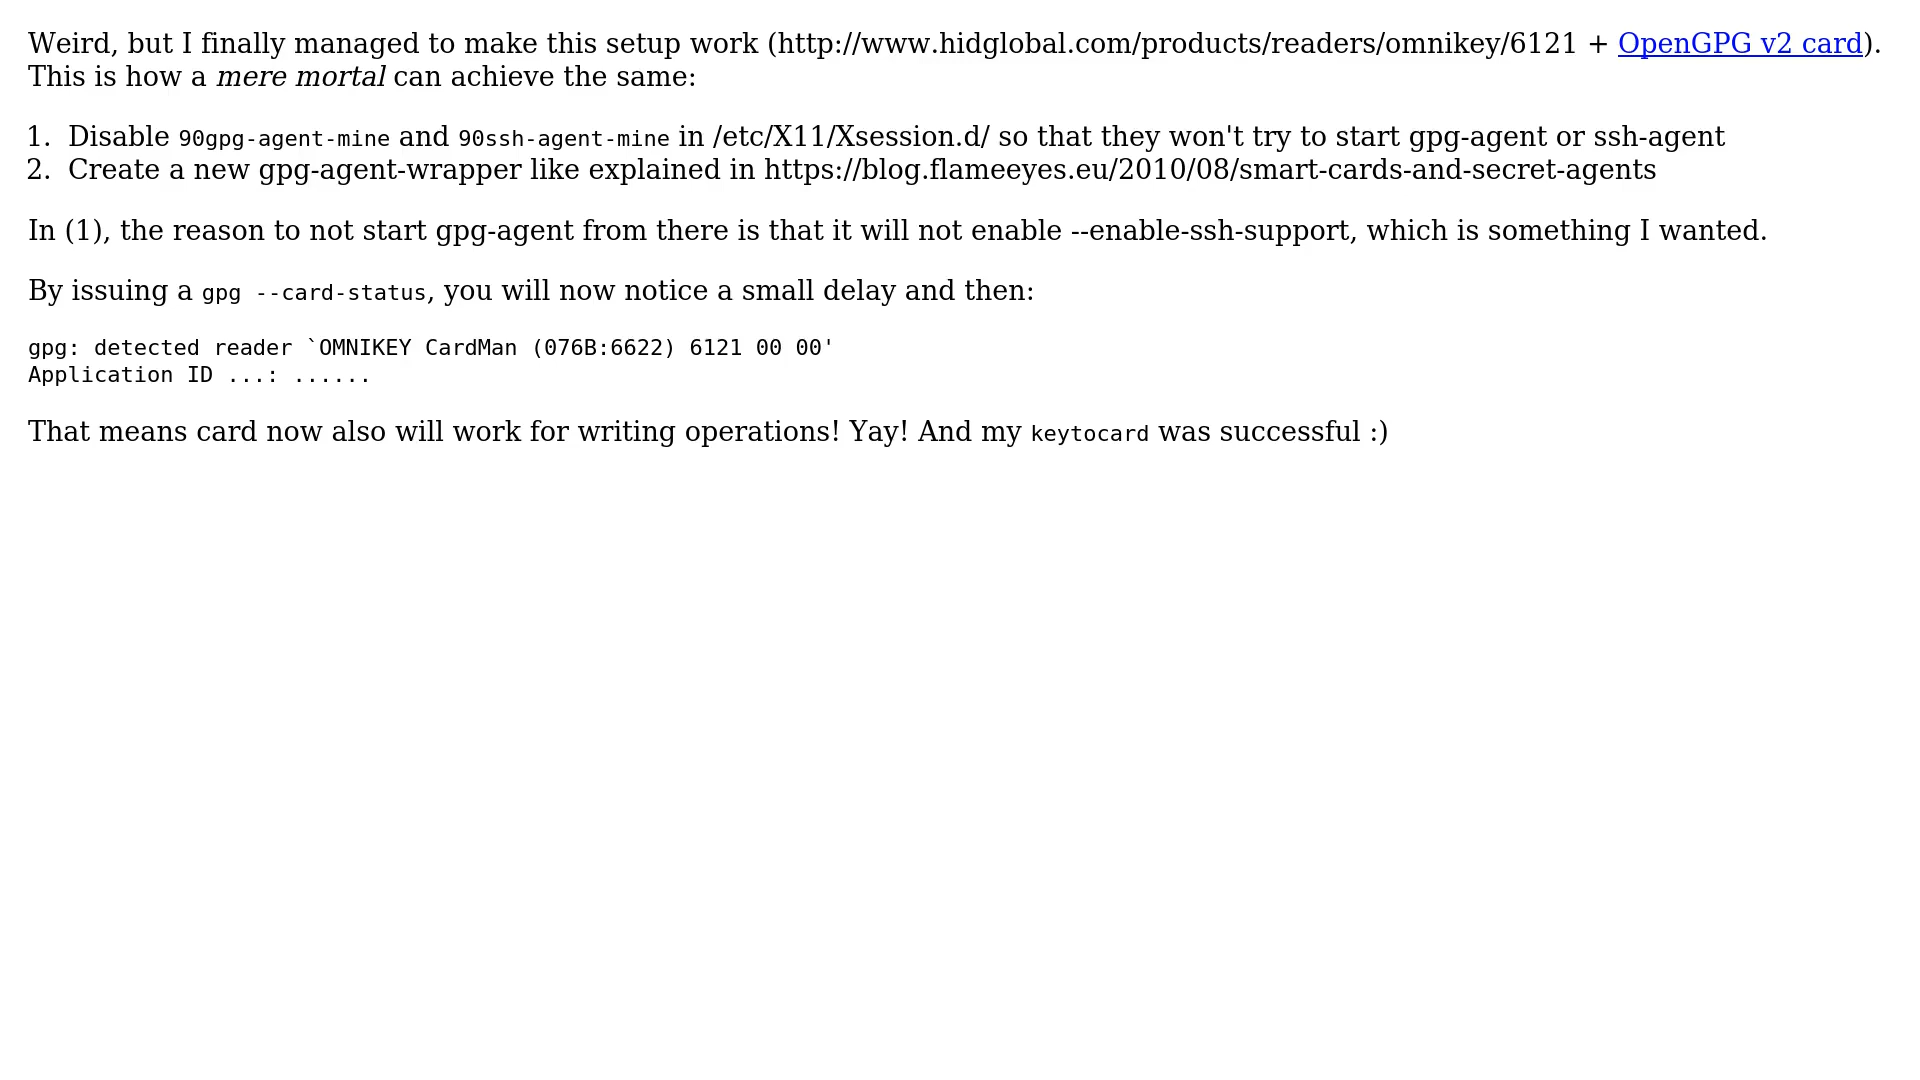 Weird, but I finally managed to make this setup work (http://www.hidglobal.com/products/readers/omnikey/6121 + OpenGPG v2 card).
This is how a mere mortal can achieve the same:
1. Disable 90gpg-agent-mine and 90ssh-agent-mine in /etc/X11/Xsession.d/ so that they won't try to start gpg-agent or ssh-agent
2. Create a new gpg-agent-wrapper like explained in https://blog.flameeyes.eu/2010/08/smart-cards-and-secret-agents
In (1), the reason to not start gpg-agent from there is that it will not enable --enable-ssh-support, which is something I wanted.
By issuing a gpg --card-status, you will now notice a small delay and then:
gpg: detected reader `OMNIKEY CardMan (076B:6622) 6121 00 00'
Application ID ...: ......
That means card now also will work for writing operations! Yay! And my keytocard was successful :)